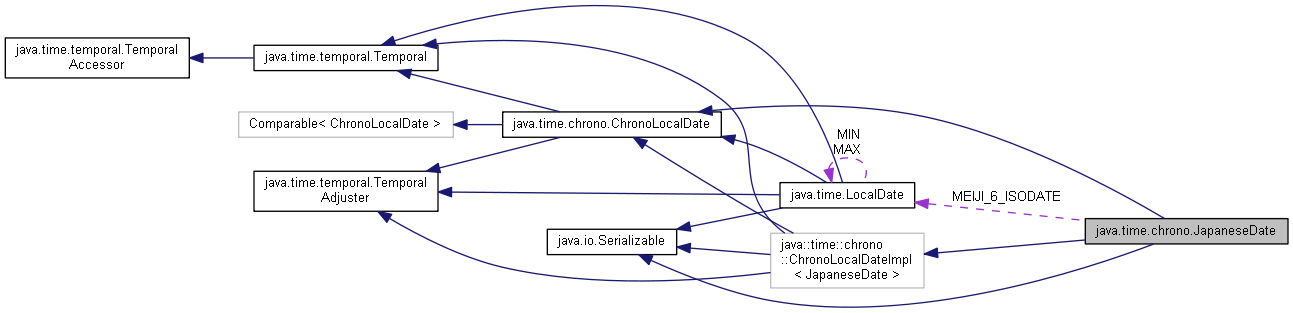 java.time.temporal.Temporal
Accessor
java.time.temporal.Temporal
Comparable< ChronoLocalDate >
java.time.temporal.Temporal
Adjuster
java.time.chrono.ChronoLocalDate
java.io.Serializable
MIN
MAX
java.time.LocalDate
java::time::chrono
::ChronoLocalDateImpl
< JapaneseDate >
MEIJI_6_ISODATE
java.time.chrono.JapaneseDate